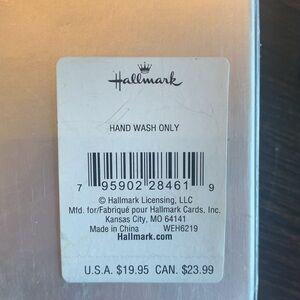 Hallmark
HAND WASH ONLY
7 95902 28461 9
© Hallmark Licensing, LLC
Mfd. for/Fabriqué pour Hallmark Cards, Inc.
Kansas City, MO 64141
Made in China WEH6219
Hallmark.com
U.S.A. $19.95 CAN. $23.99